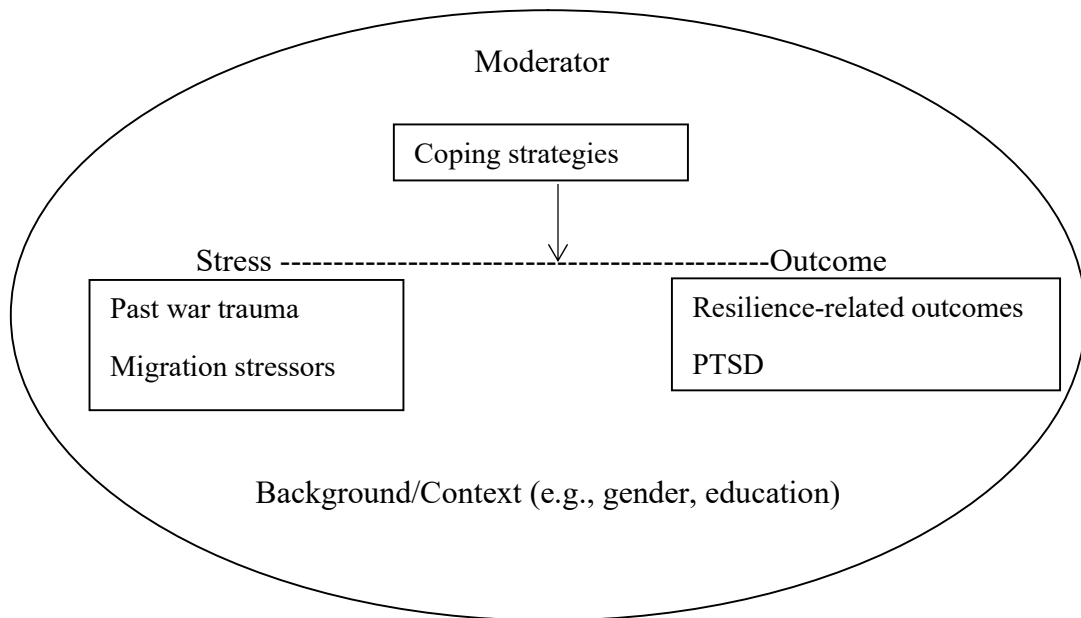 Moderator
Coping strategies
Stress ---------------------------------------------------Outcome
Past war trauma
Migration stressors
Resilience-related outcomes
PTSD
Background/Context (e.g., gender, education)